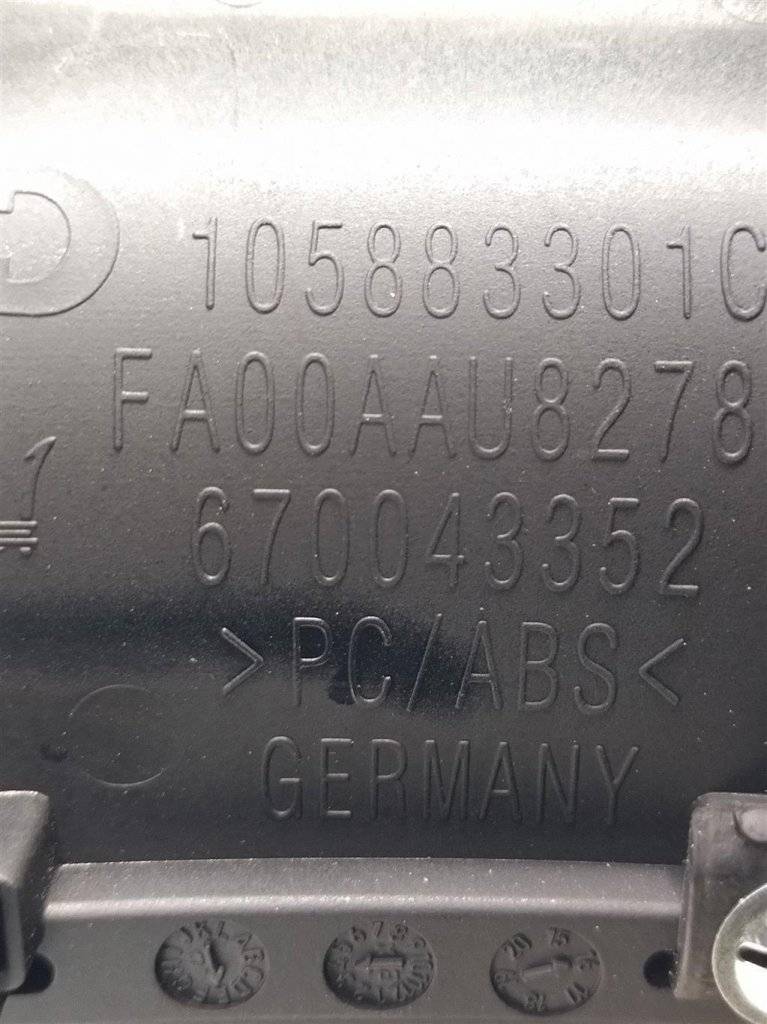 105883301C
FA00AAU8278
670043352
>PC/ABS<
GERMANY